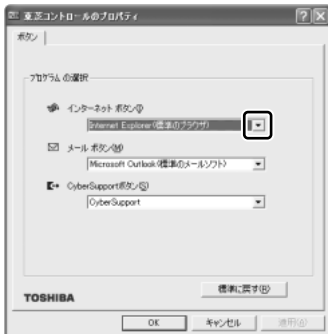 東芝コントロールのプロパティ
ボタン
プログラムの選択
インターネット ボタン(I)
Internet Explorer(標準のブラウザ)
メール ボタン(M)
Microsoft Outlook(標準のメールソフト)
CyberSupportボタン(S)
CyberSupport
標準に戻す(R)
TOSHIBA
OK
キャンセル
適用(A)